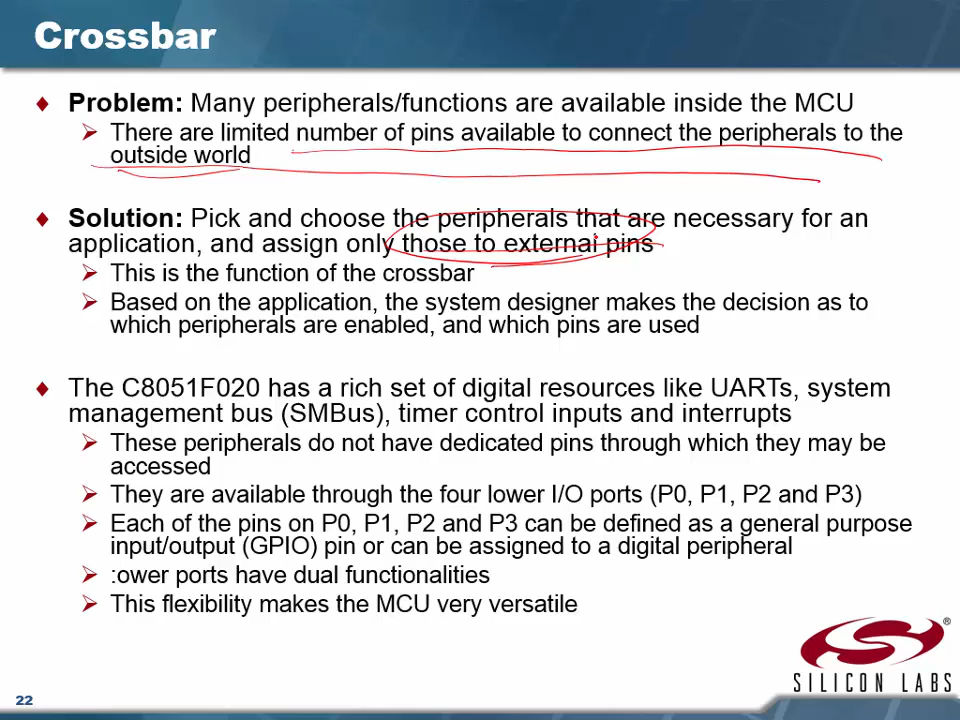 Crossbar
Problem: Many peripherals/functions are available inside the MCU
There are limited number of pins available to connect the peripherals to the
outside world
Solution: Pick and choose the peripherals that are necessary for an
application, and assign only those to external pins
This is the function of the crossbar
Based on the application, the system designer makes the decision as to
which peripherals are enabled, and which pins are used
The C8051F020 has a rich set of digital resources like UARTs, system
management bus (SMBus), timer control inputs and interrupts
These peripherals do not have dedicated pins through which they may be
accessed
They are available through the four lower I/O ports (P0, P1, P2 and P3)
Each of the pins on P0, P1, P2 and P3 can be defined as a general purpose
input/output (GPIO) pin or can be assigned to a digital peripheral
:ower ports have dual functionalities
This flexibility makes the MCU very versatile
®
SILICON LABS
22